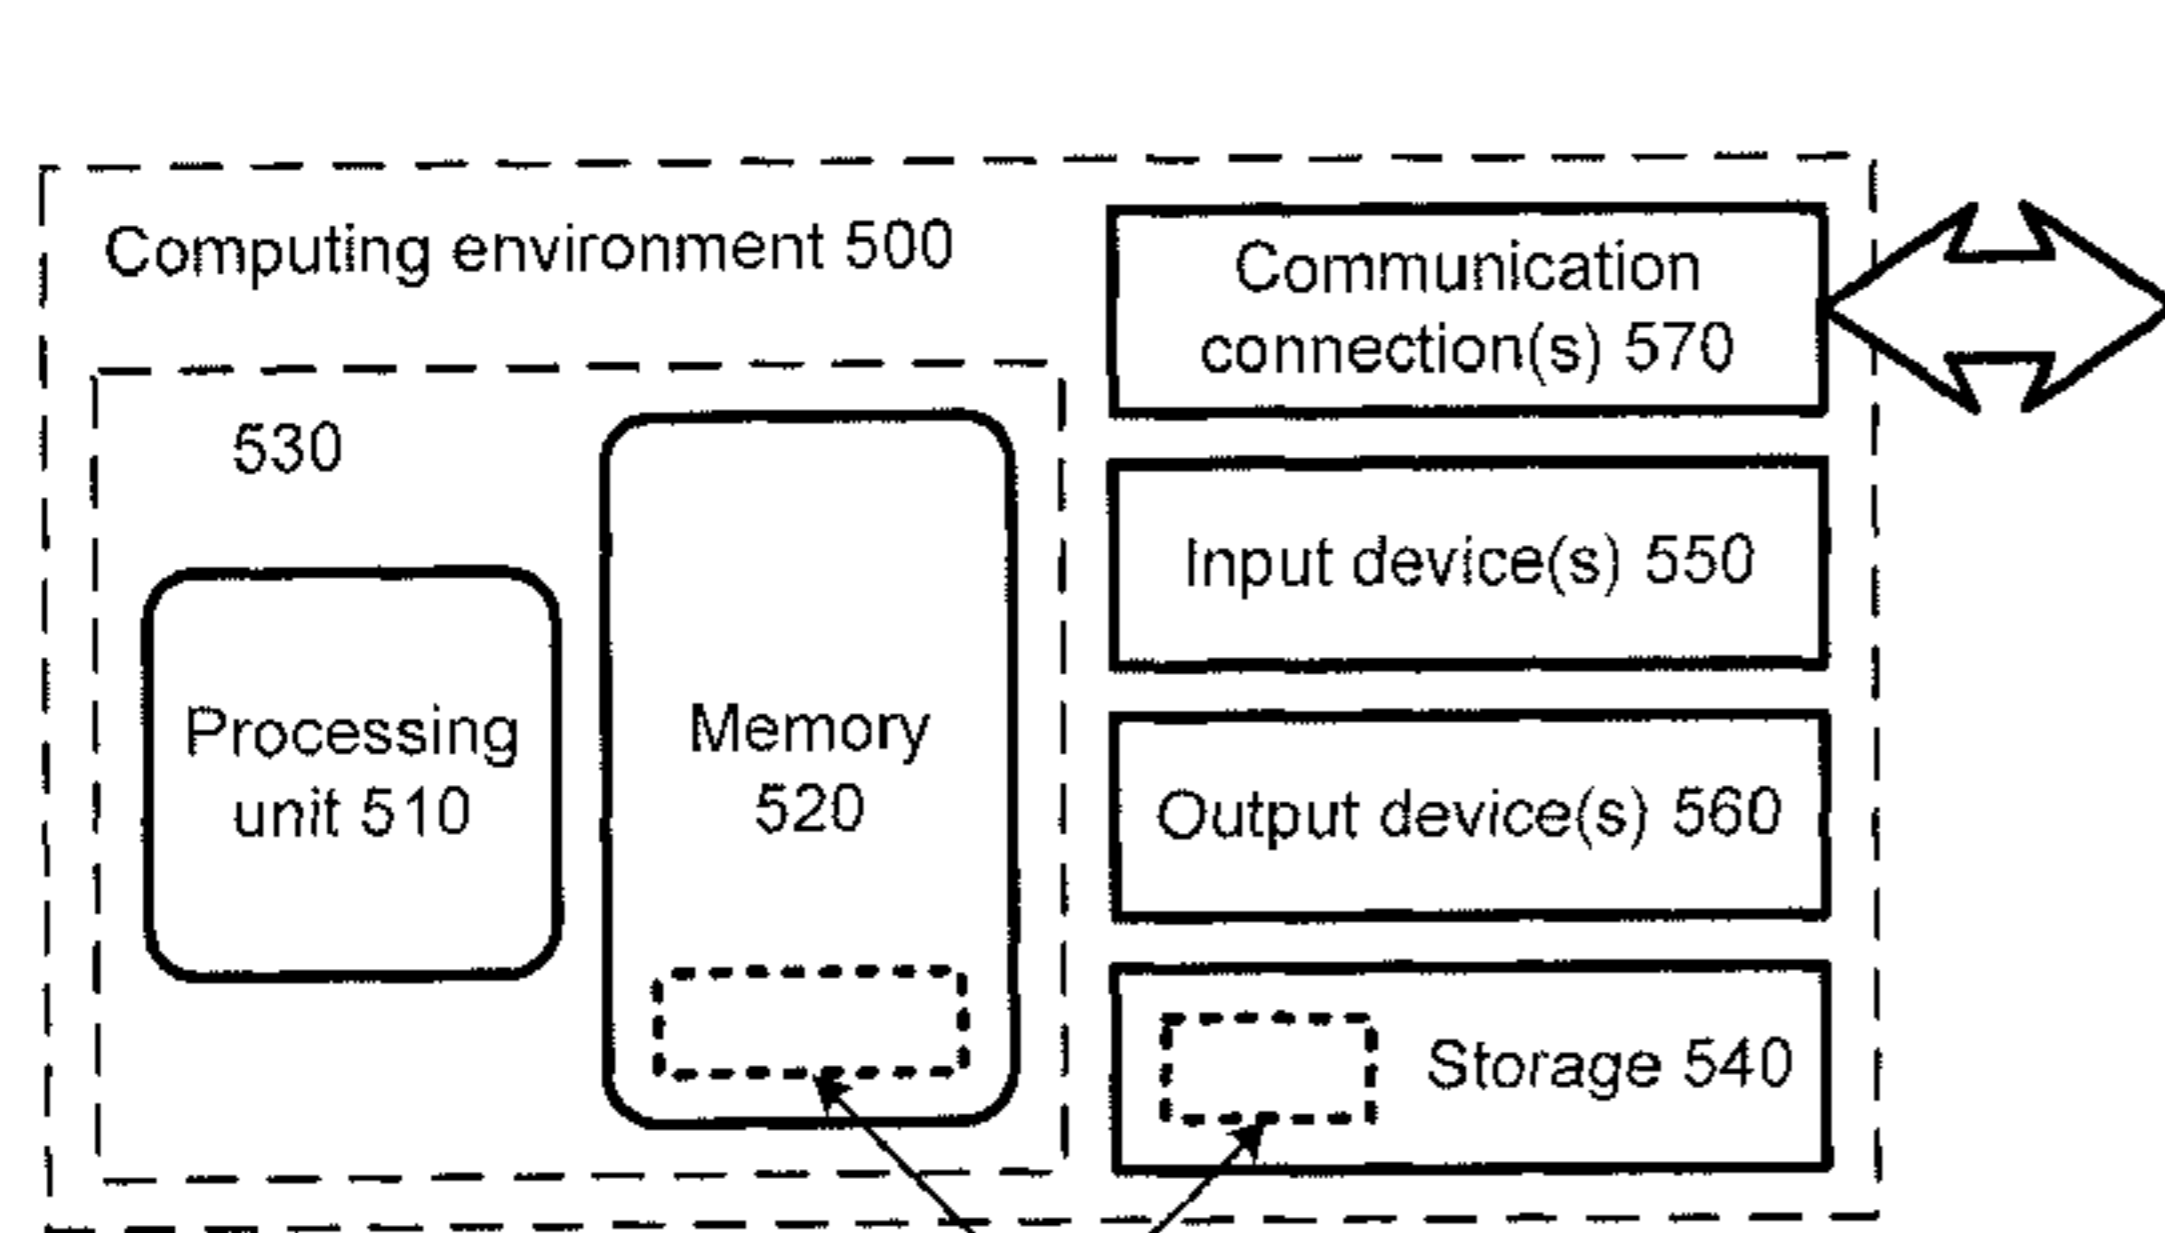 Computing environment 500
Communication
connection(s) 570
530
Input device(s) 550
Processing
unit 510
Memory
520
Output device(s) 560
Storage 540